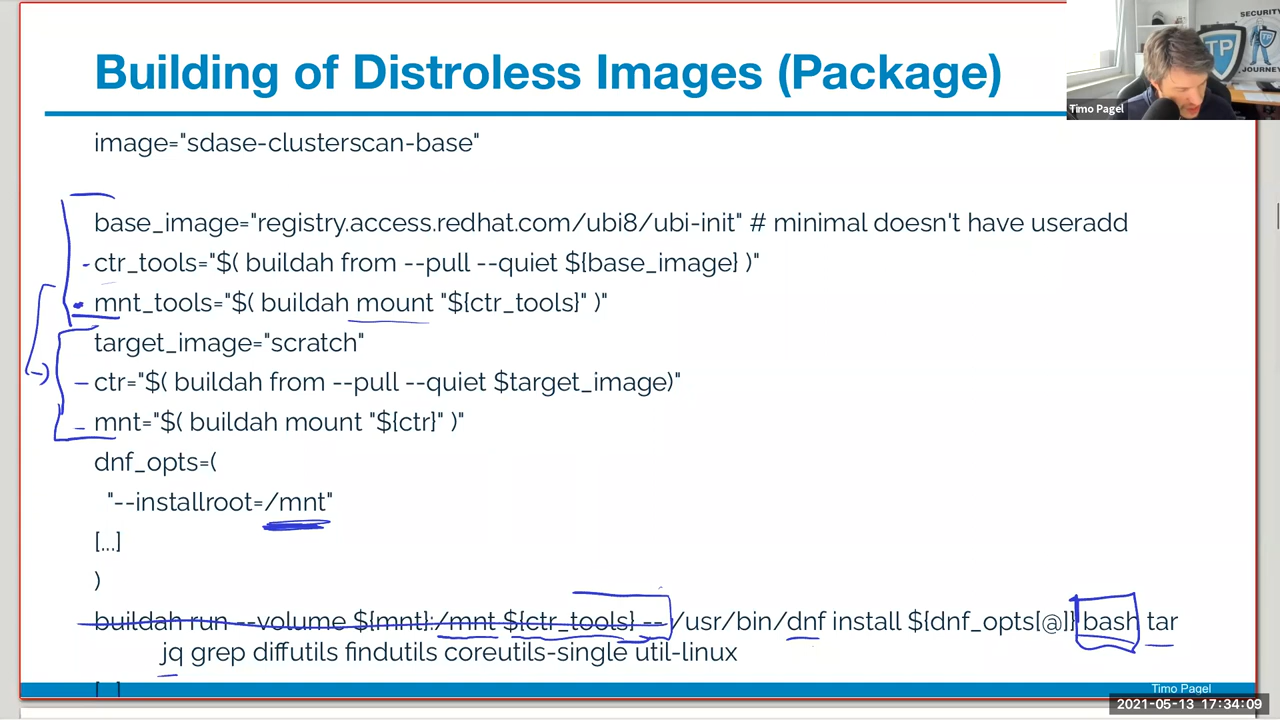 Building of Distroless Images (Package)
SECURITY
TP
TP
JOURNEY
Timo Pagel
image="sdase-clusterscan-base"
base_image="registry.access.redhat.com/ubi8/ubi-init" # minimal doesn't have useradd
ctr_tools="$( buildah from --pull --quiet ${base_image} )"
mnt_tools="$( buildah mount "${ctr_tools}" )"
target_image="scratch"
ctr="$( buildah from --pull --quiet $target_image)"
mnt="$( buildah mount "${ctr}" )"
dnf_opts=(
"--installroot=/mnt"
[...]
)
buildah run --volume ${mnt}:/mnt ${ctr_tools} -- /usr/bin/dnf install ${dnf_opts[@]} bash tar
jq grep diffutils findutils coreutils-single util-linux
Timo Pagel
2021-05-13 17:34:09